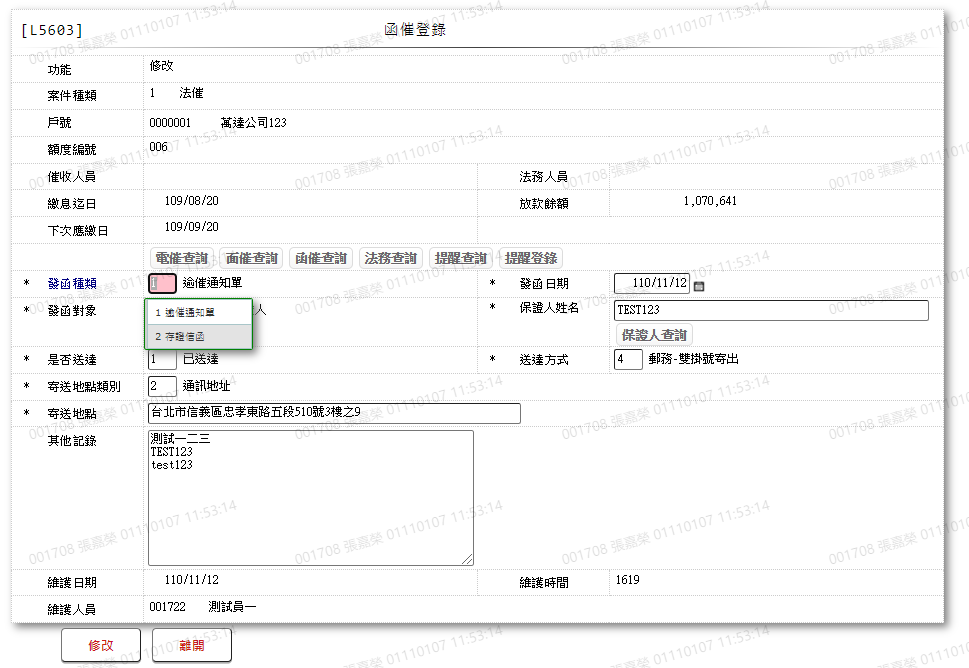 [L5603] 函催登錄
功能 修改
案件種類 1 法催
戶號 0000001 萬達公司123
額度編號 006
催收人員 法務人員
繳息迄日 109/08/20 放款餘額 1,070,641
下次應繳日 109/09/20
電催查詢 面催查詢 函催查詢 法務查詢 提醒查詢 提醒登錄
* 發函種類 1 逾催通知單 * 發函日期 110/11/12
* 發函對象 人 * 保證人姓名 TEST123
1 逾催通知單
2 存證信函
保證人查詢
* 是否送達 1 已送達 * 送達方式 4 郵務-雙掛號寄出
* 寄送地點類別 2 通訊地址
* 寄送地點 台北市信義區忠孝東路五段510號3樓之9
其他記錄 測試一二三
TEST123
test123
維護日期 110/11/12 維護時間 1619
維護人員 001722 測試員一
修改 離開
001708 張嘉榮 01110107 11:53:14